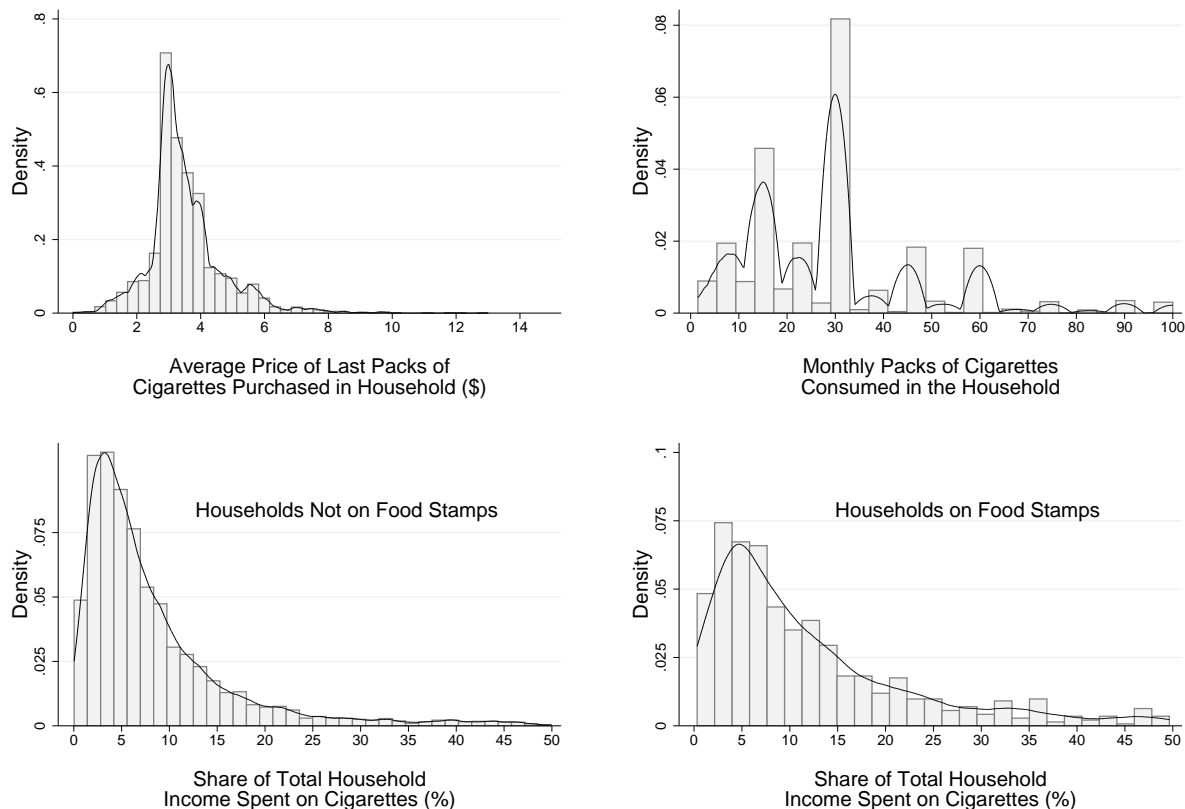 .8
.6
.4
.2
0
Density
0 2 4 6 8 10 12 14
Average Price of Last Packs of
Cigarettes Purchased in Household ($)
.08
.06
.04
.02
0
Density
0 10 20 30 40 50 60 70 80 90 100
Monthly Packs of Cigarettes
Consumed in the Household
Households Not on Food Stamps
.075
.05
.025
0
Density
0 5 10 15 20 25 30 35 40 45 50
Share of Total Household
Income Spent on Cigarettes (%)
.1
Households on Food Stamps
.075
.05
.025
0
Density
0 5 10 15 20 25 30 35 40 45 50
Share of Total Household
Income Spent on Cigarettes (%)